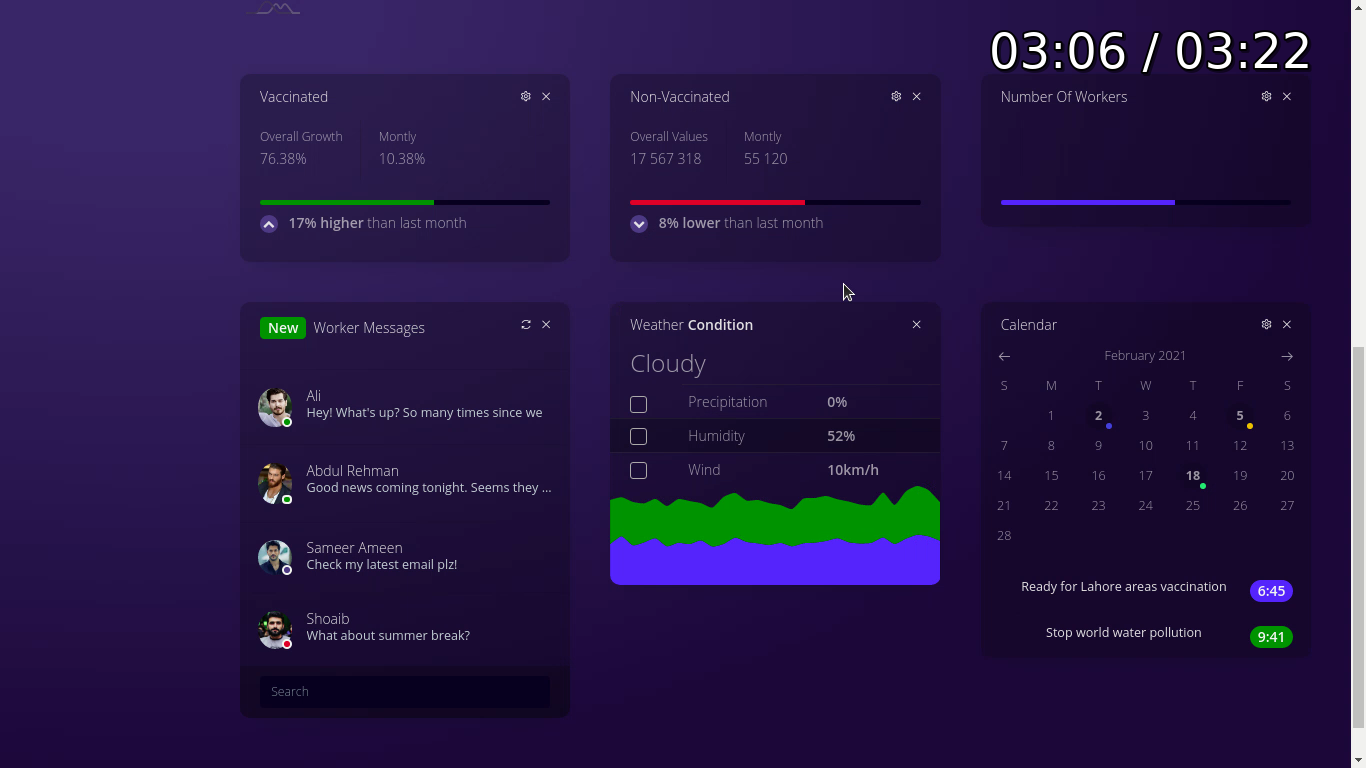 03:06 / 03:22
Vaccinated
Overall Growth
Montly
76.38%
10.38%
17% higher than last month
Non-Vaccinated
Overall Values
Montly
17 567 318
55 120
8% lower than last month
Number Of Workers
New Worker Messages
Ali
Hey! What's up? So many times since we
Abdul Rehman
Good news coming tonight. Seems they ...
Sameer Ameen
Check my latest email plz!
Shoaib
What about summer break?
Search
Weather Condition
Cloudy
Precipitation 0%
Humidity 52%
Wind 10km/h
Calendar
February 2021
S M T W T F S
1 2 3 4 5 6
7 8 9 10 11 12 13
14 15 16 17 18 19 20
21 22 23 24 25 26 27
28
Ready for Lahore areas vaccination 6:45
Stop world water pollution 9:41